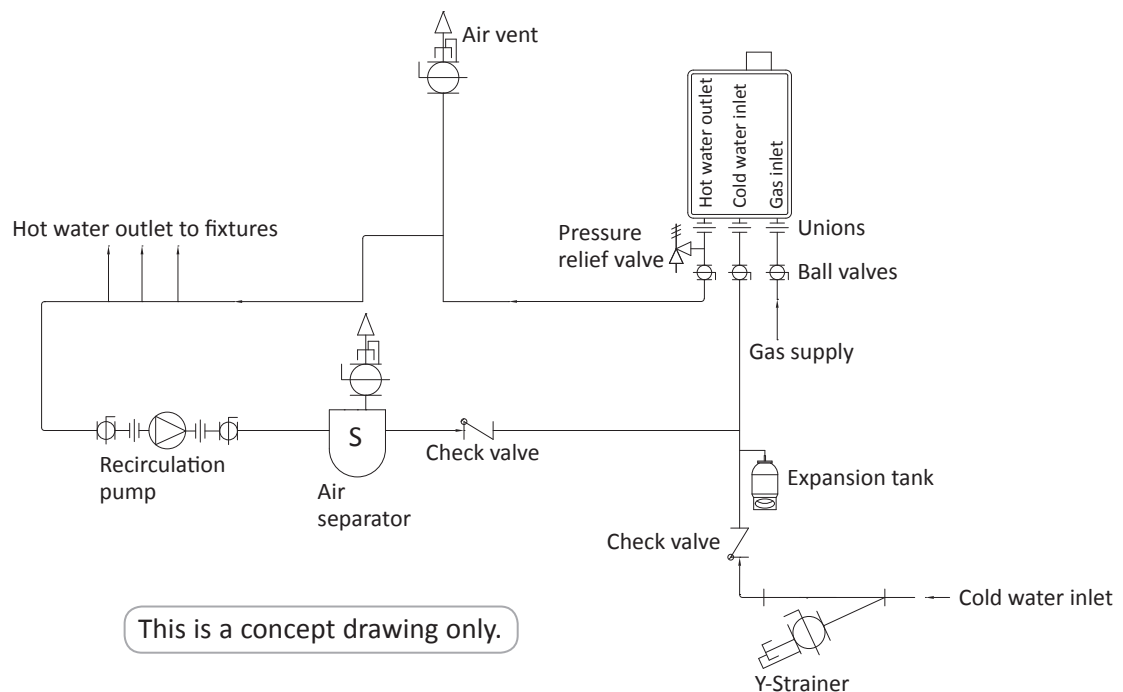 Air vent
Hot water outlet
Cold water inlet
Gas inlet
Hot water outlet to fixtures
Pressure
relief valve
Unions
Ball valves
Gas supply
S
Check valve
Recirculation
pump
Air
separator
Expansion tank
Check valve
Cold water inlet
This is a concept drawing only.
Y-Strainer